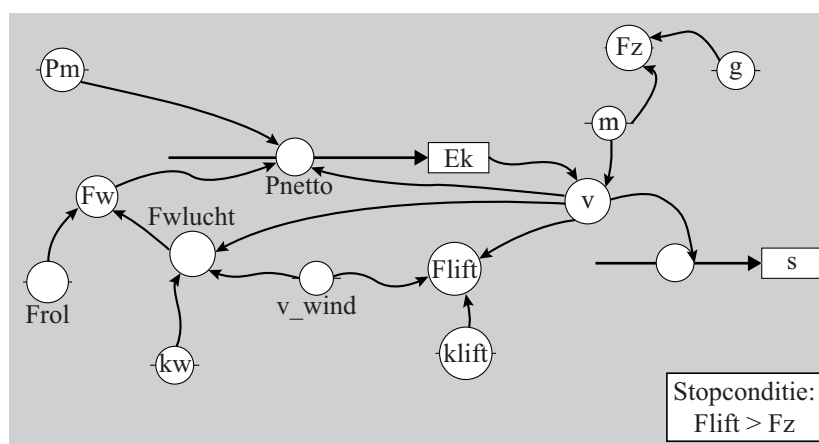 Pm
Fz
g
m
Ek
Pnetto
Fw
v
Fwlucht
Flift
s
Frol
v_wind
kw
klift
Stopconditie:
Flift > Fz